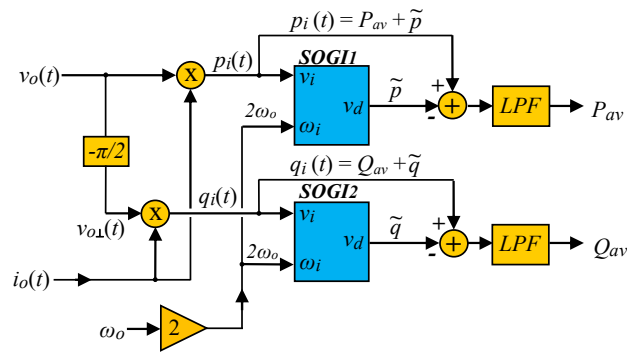 p_i (t) = P_av + p̃
v_o(t)
x
p_i(t)
SOGI1
v_i
v_d
ω_i
2ω_o
p̃
+
-
+
LPF
P_av
-π/2
q_i (t) = Q_av + q̃
v_o⊥(t)
x
q_i(t)
SOGI2
v_i
v_d
ω_i
2ω_o
q̃
+
-
+
LPF
Q_av
i_o(t)
ω_o
2